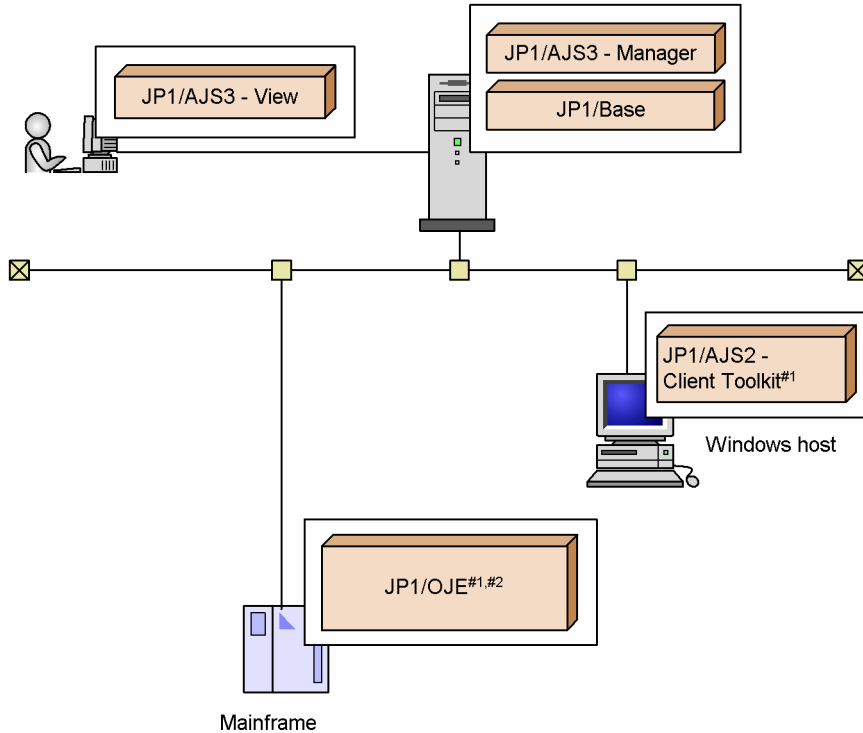 JP1/AJS3 - View
JP1/AJS3 - Manager
JP1/Base
JP1/AJS2 -
Client Toolkit#1
Windows host
JP1/OJE#1,#2
Mainframe